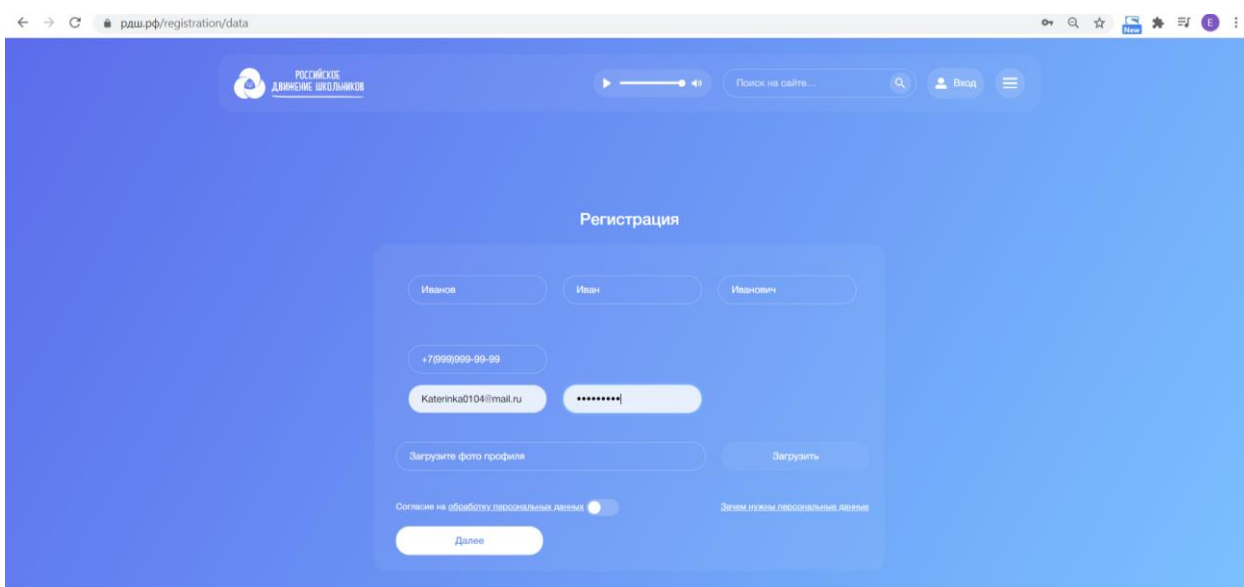 рдш.рф/registration/data
New
E
РОССИЙСКОЕ
ДВИЖЕНИЕ ШКОЛЬНИКОВ
Поиск на сайте...
Вход
Регистрация
Иванов Иван Иванович
+7(999)999-99-99
Katerinka0104@mail.ru •••••••••
Загрузите фото профиля Загрузить
Согласие на обработку персональных данных Зачем нужны персональные данные
Далее